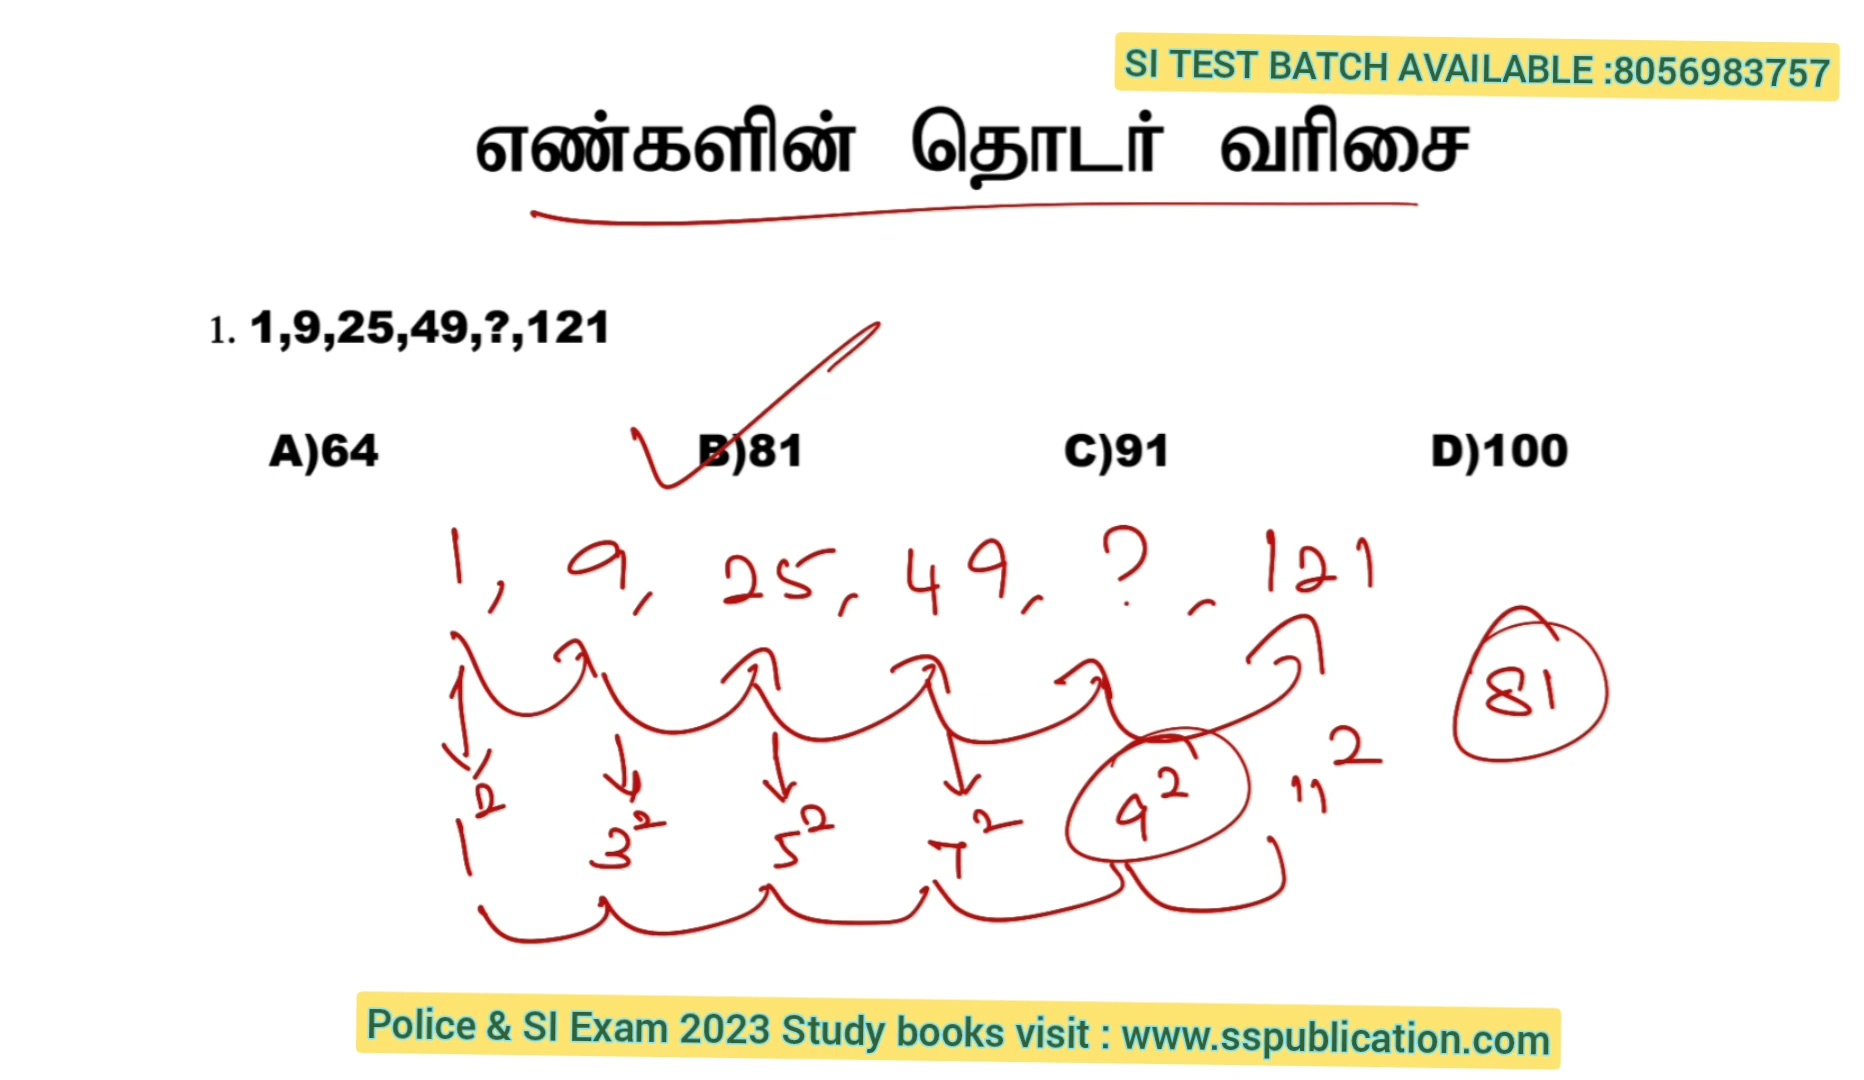 SI TEST BATCH AVAILABLE :8056983757
எண்களின் தொடர் வரிசை
1. 1,9,25,49,?,121
A)64 B)81 C)91 D)100
1, 9, 25, 49, ?, 121
81
1² 3² 5² 7² 9² 11²
Police & SI Exam 2023 Study books visit : www.sspublication.com